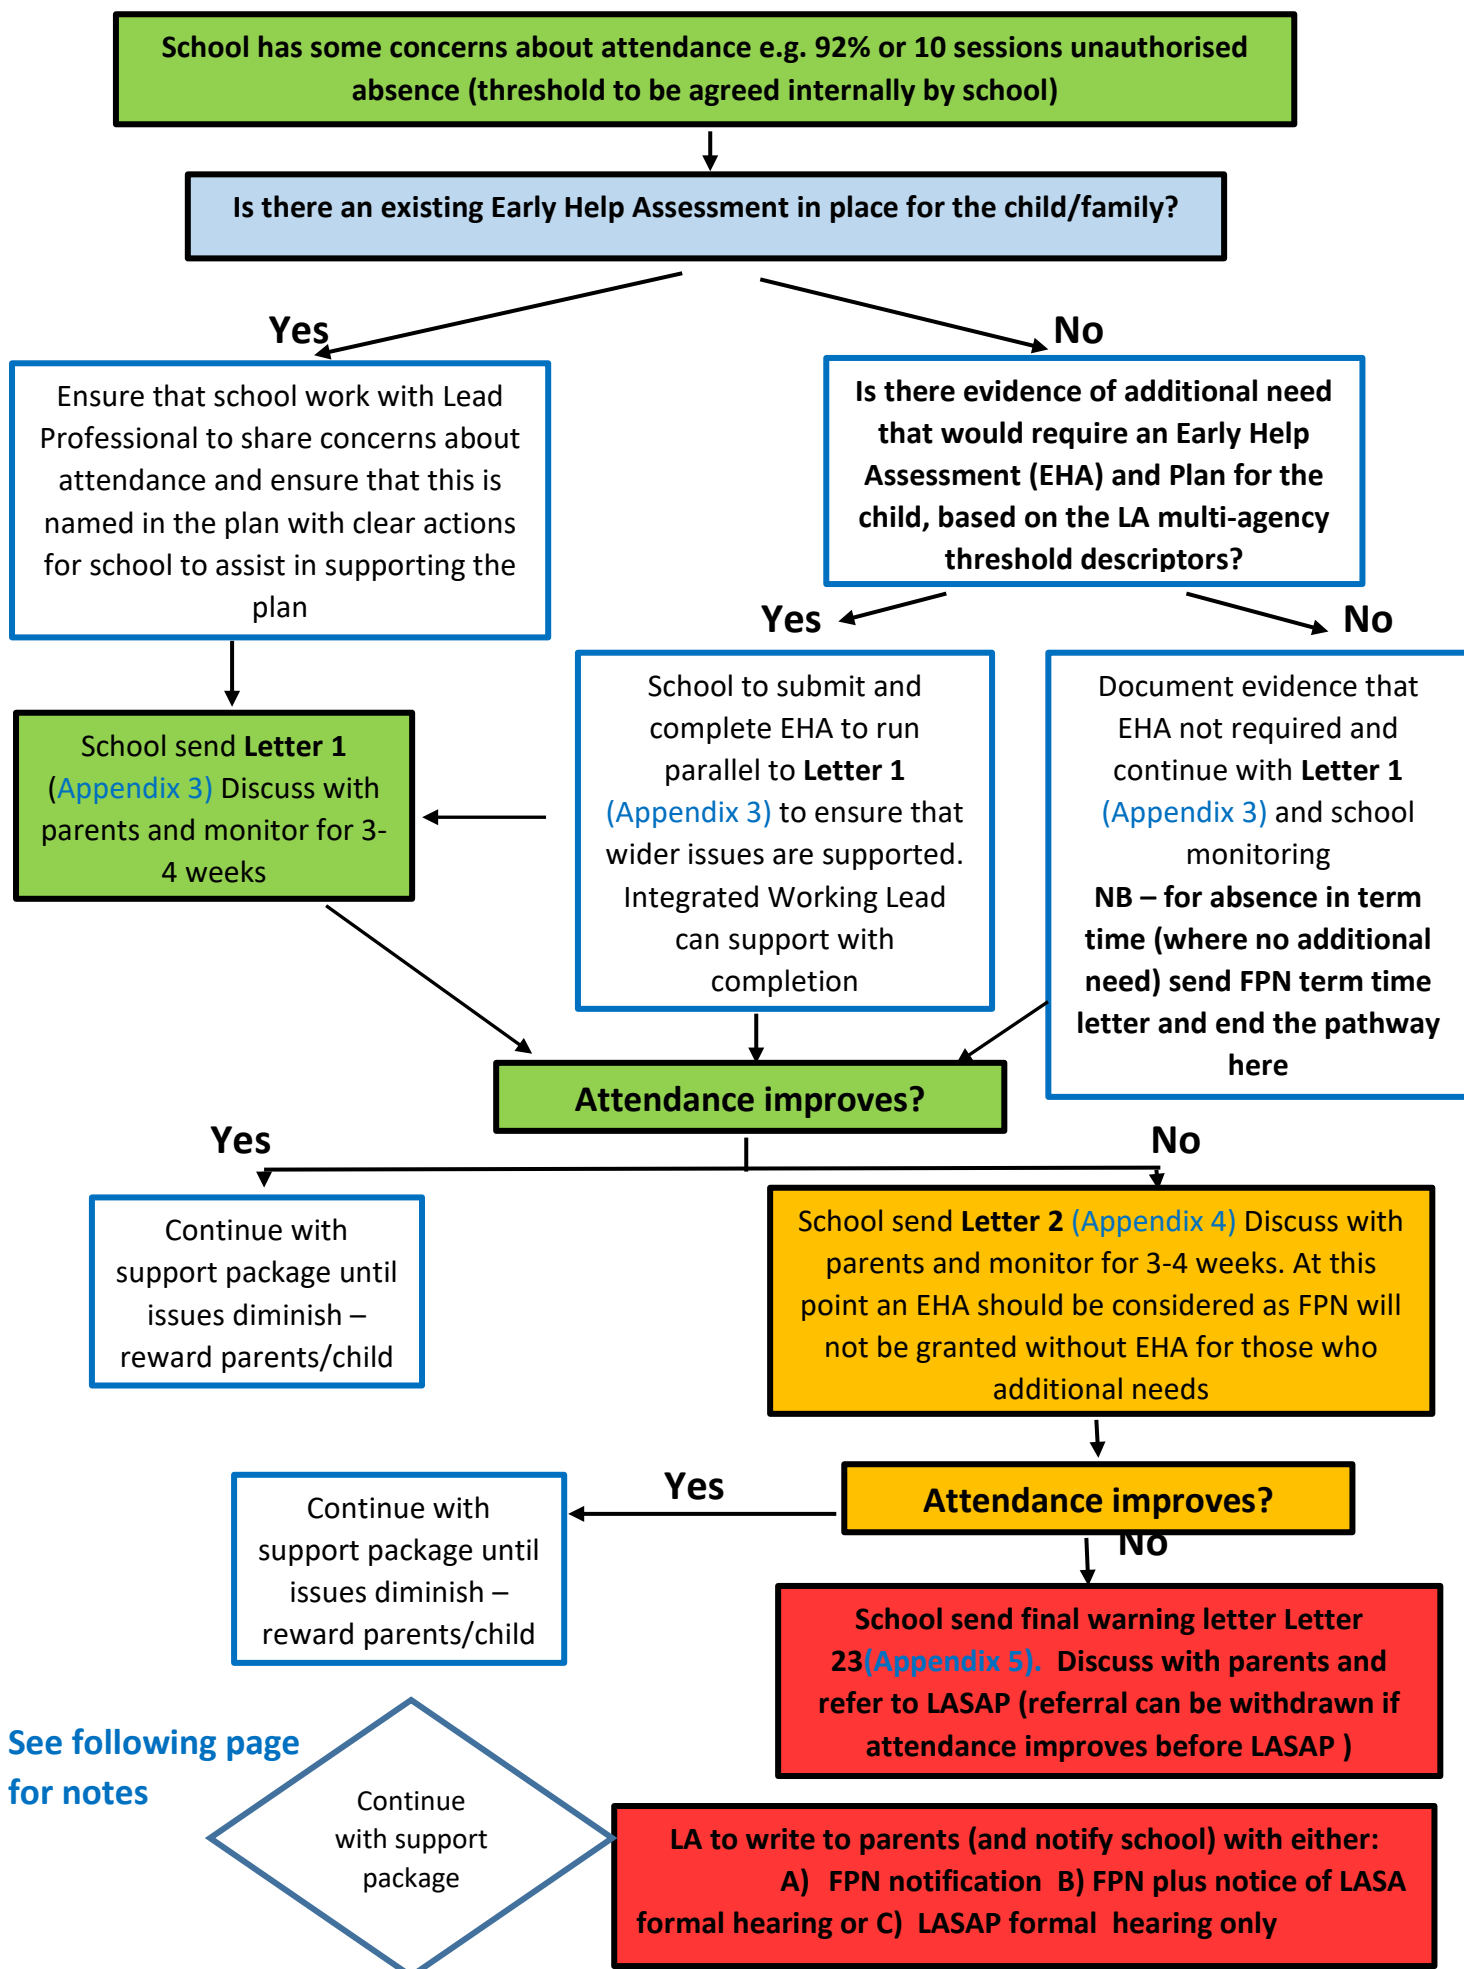 School has some concerns about attendance e.g. 92% or 10 sessions unauthorised
absence (threshold to be agreed internally by school)
Is there an existing Early Help Assessment in place for the child/family?
Yes
No
Ensure that school work with Lead
Professional to share concerns about
attendance and ensure that this is
named in the plan with clear actions
for school to assist in supporting the
plan
Is there evidence of additional need
that would require an Early Help
Assessment (EHA) and Plan for the
child, based on the LA multi-agency
threshold descriptors?
Yes
No
School send Letter 1
(Appendix 3) Discuss with
parents and monitor for 3-
4 weeks
School to submit and
complete EHA to run
parallel to Letter 1
(Appendix 3) to ensure that
wider issues are supported.
Integrated Working Lead
can support with
completion
Document evidence that
EHA not required and
continue with Letter 1
(Appendix 3) and school
monitoring
NB – for absence in term
time (where no additional
need) send FPN term time
letter and end the pathway
here
Attendance improves?
Yes
No
Continue with
support package until
issues diminish –
reward parents/child
School send Letter 2 (Appendix 4) Discuss with
parents and monitor for 3-4 weeks. At this
point an EHA should be considered as FPN will
not be granted without EHA for those who
additional needs
Yes
Attendance improves?
No
Continue with
support package until
issues diminish –
reward parents/child
School send final warning letter Letter
23(Appendix 5). Discuss with parents and
refer to LASAP (referral can be withdrawn if
attendance improves before LASAP )
See following page
for notes
Continue
with support
package
LA to write to parents (and notify school) with either:
A) FPN notification B) FPN plus notice of LASA
formal hearing or C) LASAP formal hearing only